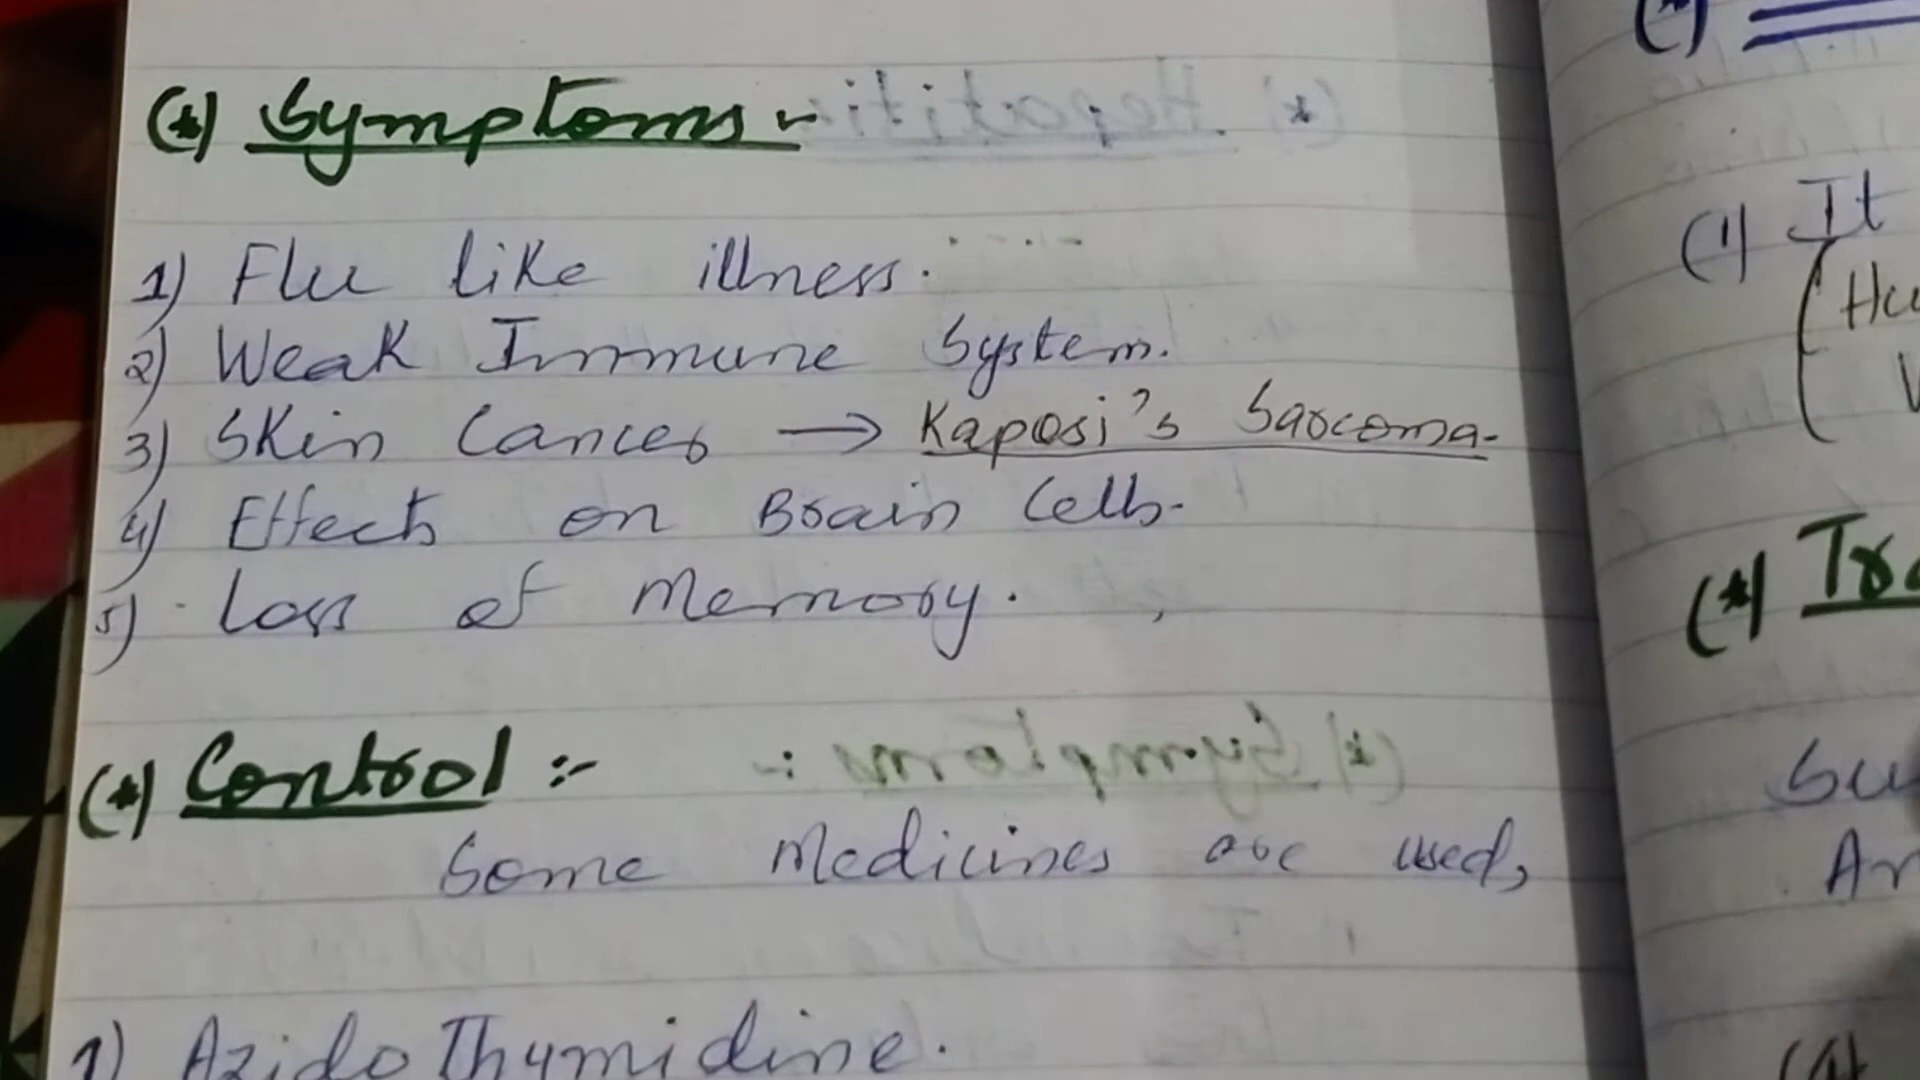 (*) Symptoms :-
1) Flu like illness.
2) Weak Immune System.
3) Skin Cancer → Kaposi's Sarcoma.
4) Effects on Brain Cells.
5) Loss of Memory.
(*) Control :-
Some Medicines are used,
1) Azido Thymidine.
(*)
(1) It
(*)